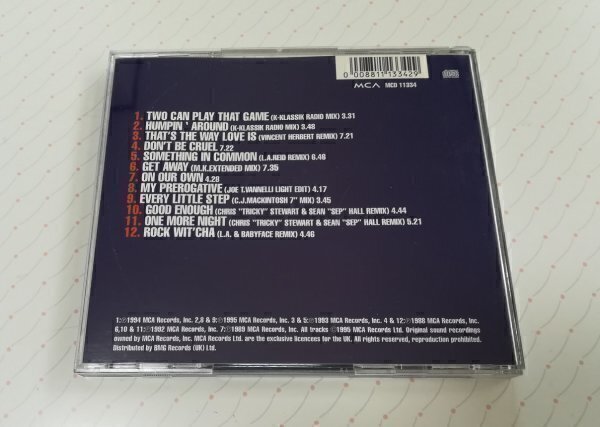 0 008811 133429
MCA MCD 11334
1. TWO CAN PLAY THAT GAME (K-KLASSIK RADIO MIX) 3.31
2. HUMPIN ' AROUND (K-KLASSIK RADIO MIX) 3.48
3. THAT'S THE WAY LOVE IS (VINCENT HERBERT REMIX) 7.21
4. DON'T BE CRUEL 7.22
5. SOMETHING IN COMMON (L.A.REID REMIX) 6.46
6. GET AWAY (M.K.EXTENDED MIX) 7.35
7. ON OUR OWN 4.28
8. MY PREROGATIVE (JOE T.VANNELLI LIGHT EDIT) 4.17
9. EVERY LITTLE STEP (C.J.MACKINTOSH 7" MIX) 3.45
10. GOOD ENOUGH (CHRIS "TRICKY" STEWART & SEAN "SEP" HALL REMIX) 4.44
11. ONE MORE NIGHT (CHRIS "TRICKY" STEWART & SEAN "SEP" HALL REMIX) 5.21
12. ROCK WIT'CHA (L.A. & BABYFACE REMIX) 4.46
1:℗1994 MCA Records, Inc. 2,8 & 9:℗1995 MCA Records, Inc. 3 & 5:℗1993 MCA Records, Inc. 4 & 12:℗1988 MCA Records, Inc.
6,10 & 11:℗1992 MCA Records, Inc. 7:℗1989 MCA Records, Inc. All tracks ©1995 MCA Records Ltd. Original sound recordings
owned by MCA Records, Inc. MCA Records Ltd. are the exclusive licencees for the UK. All rights reserved, reproduction prohibited.
Distributed by BMG Records (UK) Ltd.